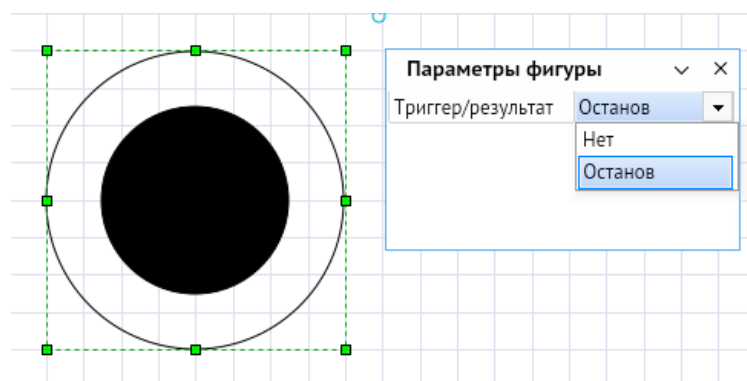 Параметры фигуры
Триггер/результат Останов
Нет
Останов